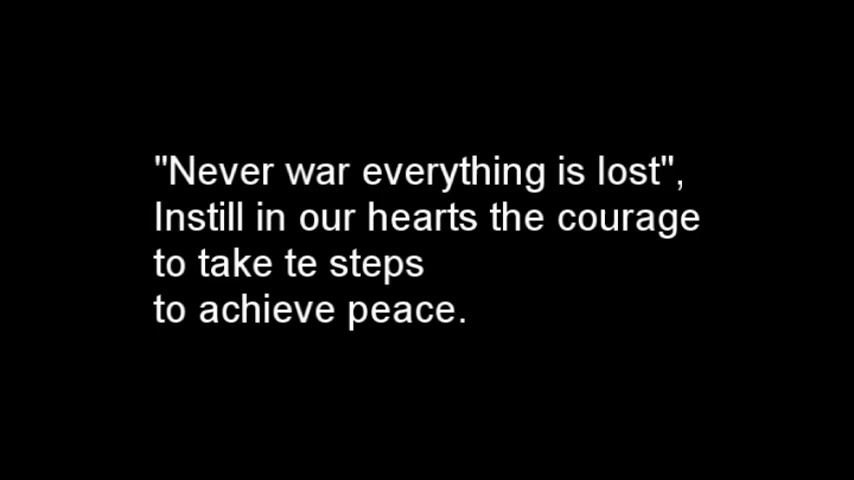 "Never war everything is lost",
Instill in our hearts the courage
to take te steps
to achieve peace.